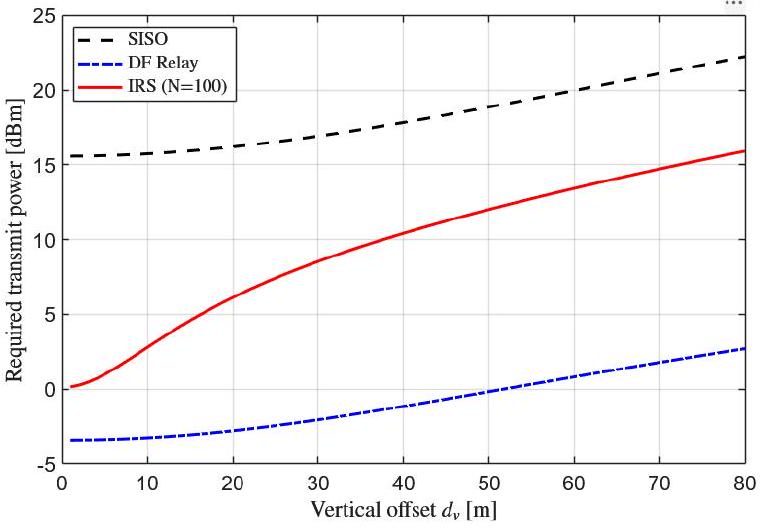 SISO
DF Relay
IRS (N=100)
Required transmit power [dBm]
25
20
15
10
5
0
-5
0 10 20 30 40 50 60 70 80
Vertical offset dᵥ [m]